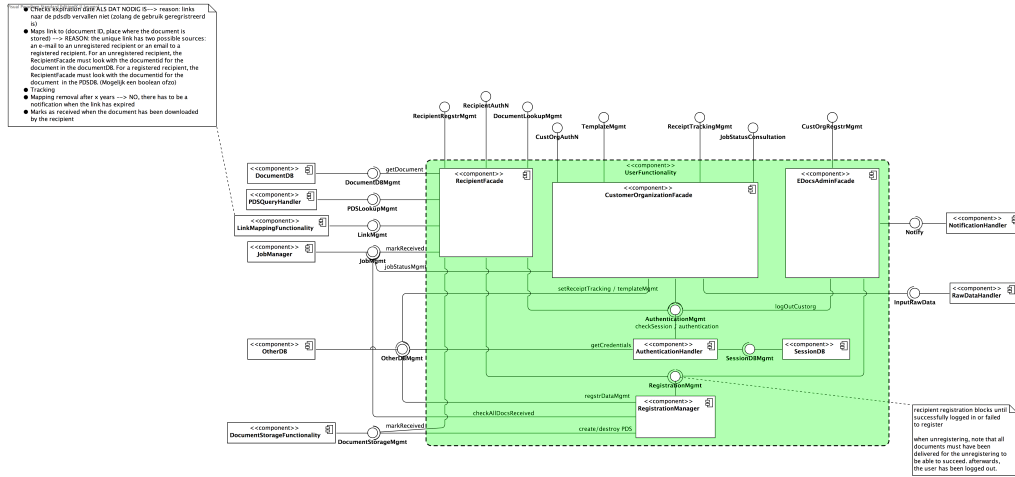 Checks expiration date ALS DAT NODIG IS--> reason: links
naar de pdsdb vervallen niet (zolang de gebruik geregistreerd
is)
Maps link to (document ID, place where the document is
stored) --> REASON: the unique link has two possible sources:
an e-mail to an unregistered recipient or an email to a
registered recipient. For an unregistered recipient, the
RecipientFacade must look with the documentid for the
document in the documentDB. For a registered recipient, the
RecipientFacade must look with the documentid for the
document in the PDSDB. (Mogelijk een boolean ofzo)
Tracking
Mapping removal after x years --> NO, there has to be a
notification when the link has expired
Marks as received when the document has been downloaded
by the recipient
RecipientAuthN
RecipientRegstrMgmt
DocumentLookupMgmt
CustOrgAuthN
TemplateMgmt
ReceiptTrackingMgmt
JobStatusConsultation
CustOrgRegstrMgmt
<<component>>
UserFunctionality
<<component>>
DocumentDB
DocumentDBMgmt
getDocument
<<component>>
RecipientFacade
<<component>>
CustomerOrganizationFacade
<<component>>
EDocsAdminFacade
<<component>>
PDSQueryHandler
PDSLookupMgmt
<<component>>
LinkMappingFunctionality
LinkMgmt
Notify
<<component>>
NotificationHandler
<<component>>
JobManager
JobMgmt
markReceived
jobStatusMgmt
setReceiptTracking / templateMgmt
InputRawData
<<component>>
RawDataHandler
logOutCustorg
AuthenticationMgmt
checkSession / authentication
<<component>>
OtherDB
OtherDBMgmt
getCredentials
<<component>>
AuthenticationHandler
SessionDBMgmt
<<component>>
SessionDB
RegistrationMgmt
regstrDataMgmt
<<component>>
RegistrationManager
checkAllDocsReceived
<<component>>
DocumentStorageFunctionality
DocumentStorageMgmt
markReceived
create/destroy PDS
recipient registration blocks until
successfully logged in or failed
to register
when unregistering, note that all
documents must have been
delivered for the unregistering to
be able to succeed. afterwards,
the user has been logged out.